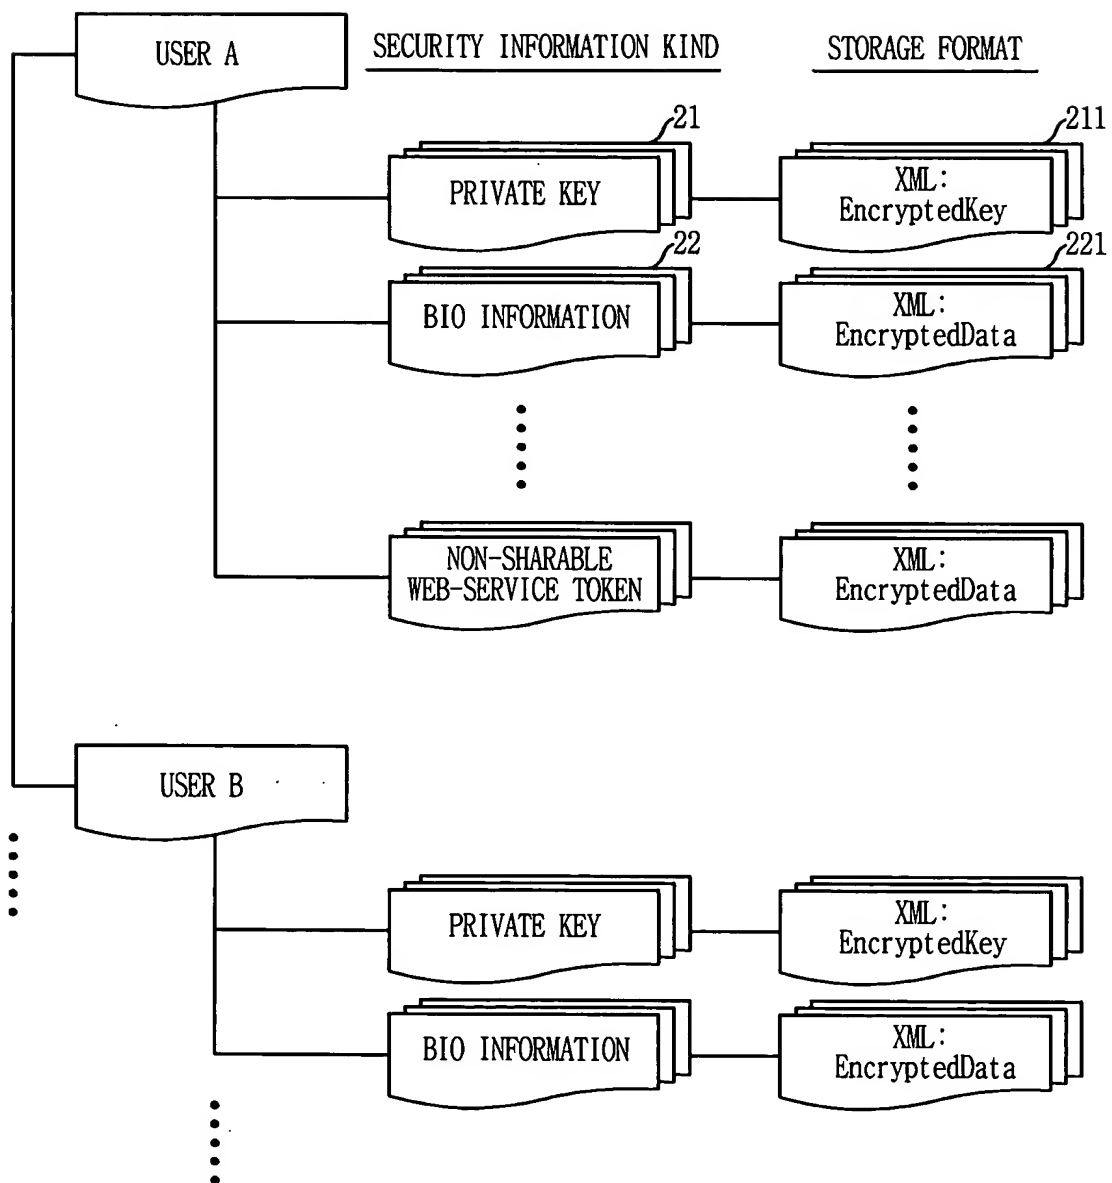 USER A
SECURITY INFORMATION KIND
STORAGE FORMAT
21
211
PRIVATE KEY
XML:
EncryptedKey
22
221
BIO INFORMATION
XML:
EncryptedData
NON-SHARABLE
WEB-SERVICE TOKEN
XML:
EncryptedData
USER B
PRIVATE KEY
XML:
EncryptedKey
BIO INFORMATION
XML:
EncryptedData